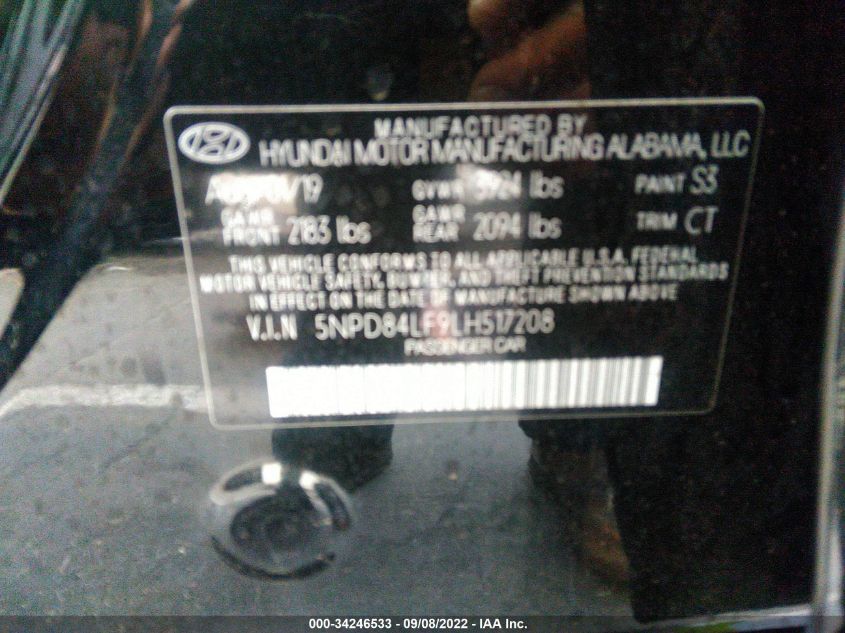 MANUFACTURED BY
HYUNDAI MOTOR MANUFACTURING ALABAMA, LLC
GVWR 3924 lbs PAINT S3
GAWR FRONT 2183 lbs GAWR REAR 2094 lbs TRIM CT
THIS VEHICLE CONFORMS TO ALL APPLICABLE U.S.A. FEDERAL
MOTOR VEHICLE SAFETY, BUMPER, AND THEFT PREVENTION STANDARDS
IN EFFECT ON THE DATE OF MANUFACTURE SHOWN ABOVE
V.I.N 5NPD84LF9LH517208
PASSENGER CAR
000-34246533 - 09/08/2022 - IAA Inc.